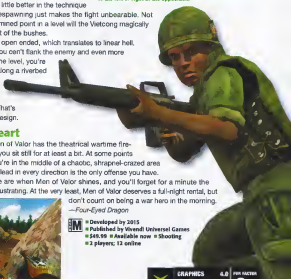 little better in the technique
respawning just makes the fight unbearable. Not
mined point in a level will the Vietcong magically
t of the bushes.
open ended, which translates to linear hell.
ou can't flank the enemy and even more
he level, you're
long a riverbed
hat's
esign.
eart
n of Valor has the theatrical wartime fire-
you sit still for at least a bit. At some points
u're in the middle of a chaotic, shrapnel-crazed area
lead in every direction is the only offense you have.
e are when Men of Valor shines, and you'll forget for a minute the
ustrating. At the very least, Men of Valor deserves a full-night rental, but
don't count on being a war hero in the morning.
—Four-Eyed Dragon
M
■ Developed by 2015
■ Published by Vivendi Universal Games
■ $49.99 ■ Available now ■ Shooting
■ 2 players; 12 online
GRAPHICS 4.0 FUN FACTOR